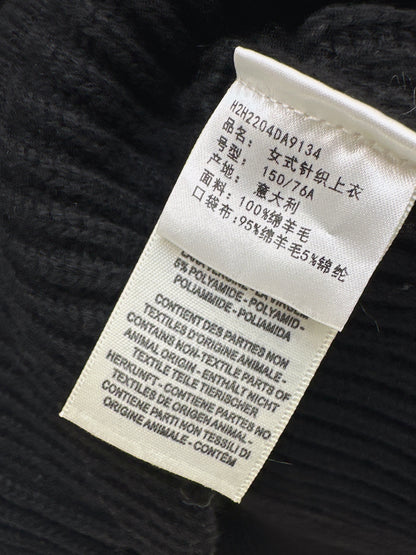 H2H2204DA9134
品名: 女式针织上衣
号型: 150/76A
产地: 意大利
面料: 100%绵羊毛
口袋布: 95%绵羊毛5%锦纶
5% POLYAMIDE - POLYAMID -
POLIAMMIDE - POLIAMIDA
CONTIENT DES PARTIES NON
TEXTILES D'ORIGINE ANIMALE -
CONTAINS NON-TEXTILE PARTS OF
ANIMAL ORIGIN - ENTHÄLT NICHT
TEXTILE TEILE TIERISCHER
HERKUNFT - CONTIENE PARTES NO
TEXTILES DE ORIGEN ANIMAL -
CONTIENE PARTI NON TESSILI DI
ORIGINE ANIMALE - CONTÉM